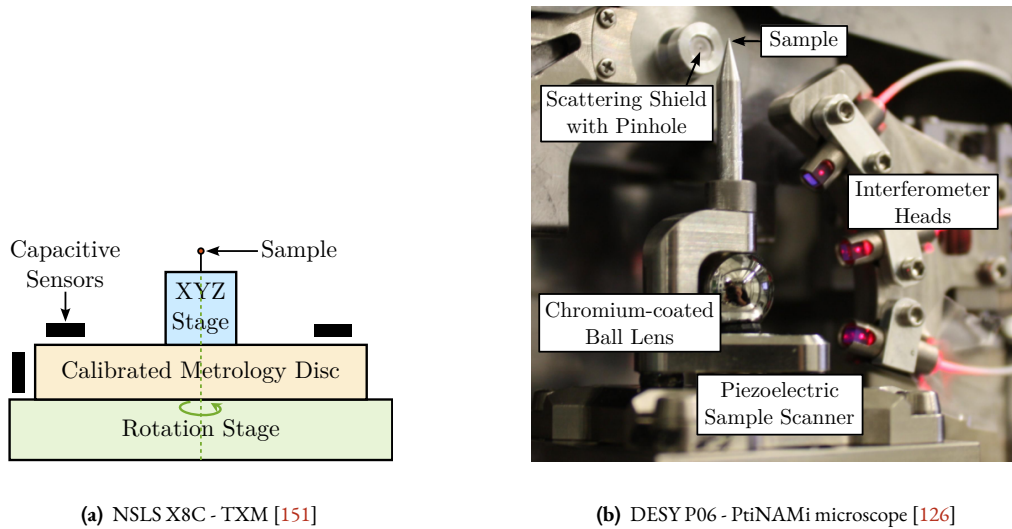 Capacitive
Sensors
Sample
XYZ
Stage
Calibrated Metrology Disc
Rotation Stage
(a) NSLS X8C - TXM [151]
Sample
Scattering Shield
with Pinhole
Interferometer
Heads
Chromium-coated
Ball Lens
Piezoelectric
Sample Scanner
(b) DESY P06 - PtiNAMi microscope [126]